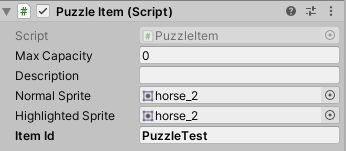 Puzzle Item (Script)
Script PuzzleItem
Max Capacity 0
Description
Normal Sprite horse_2
Highlighted Sprite horse_2
Item Id PuzzleTest